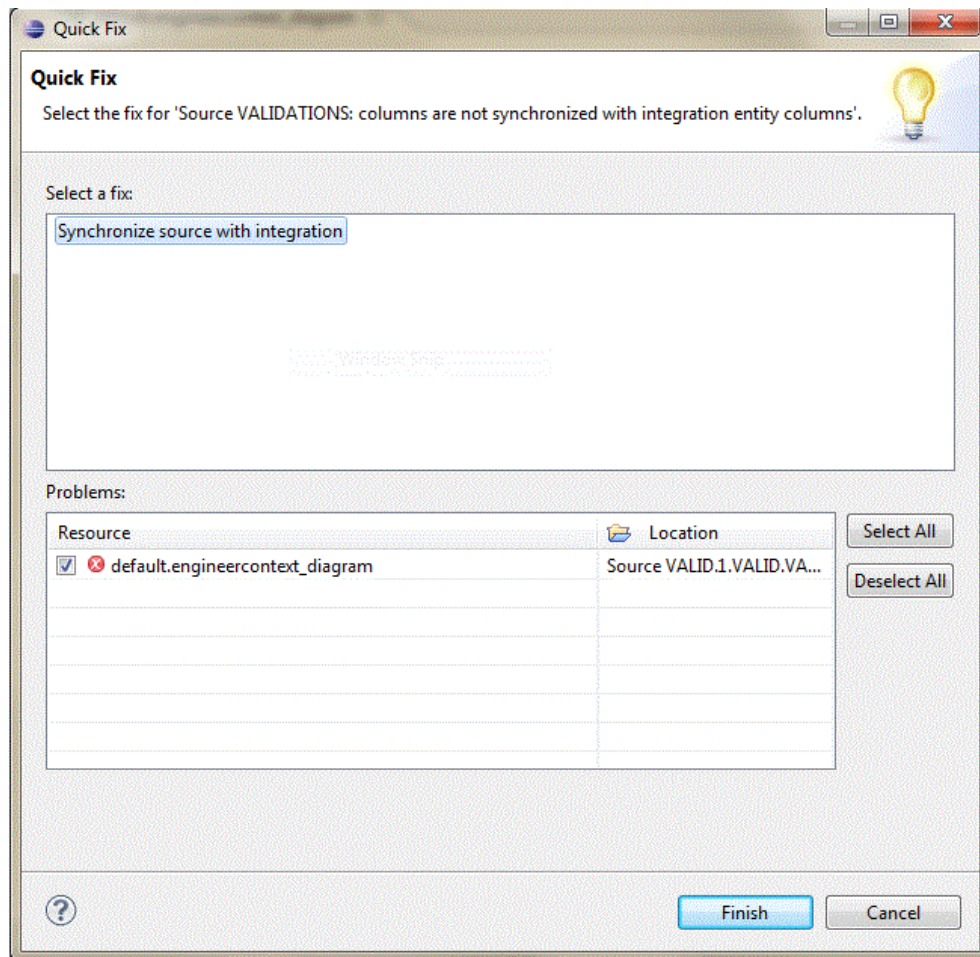 Quick Fix
Quick Fix
Select the fix for 'Source VALIDATIONS: columns are not synchronized with integration entity columns'.
Select a fix:
Synchronize source with integration
Window Snip
Problems:
Resource Location
default.engineercontext_diagram Source VALID.1.VALID.VA...
Select All
Deselect All
Finish Cancel